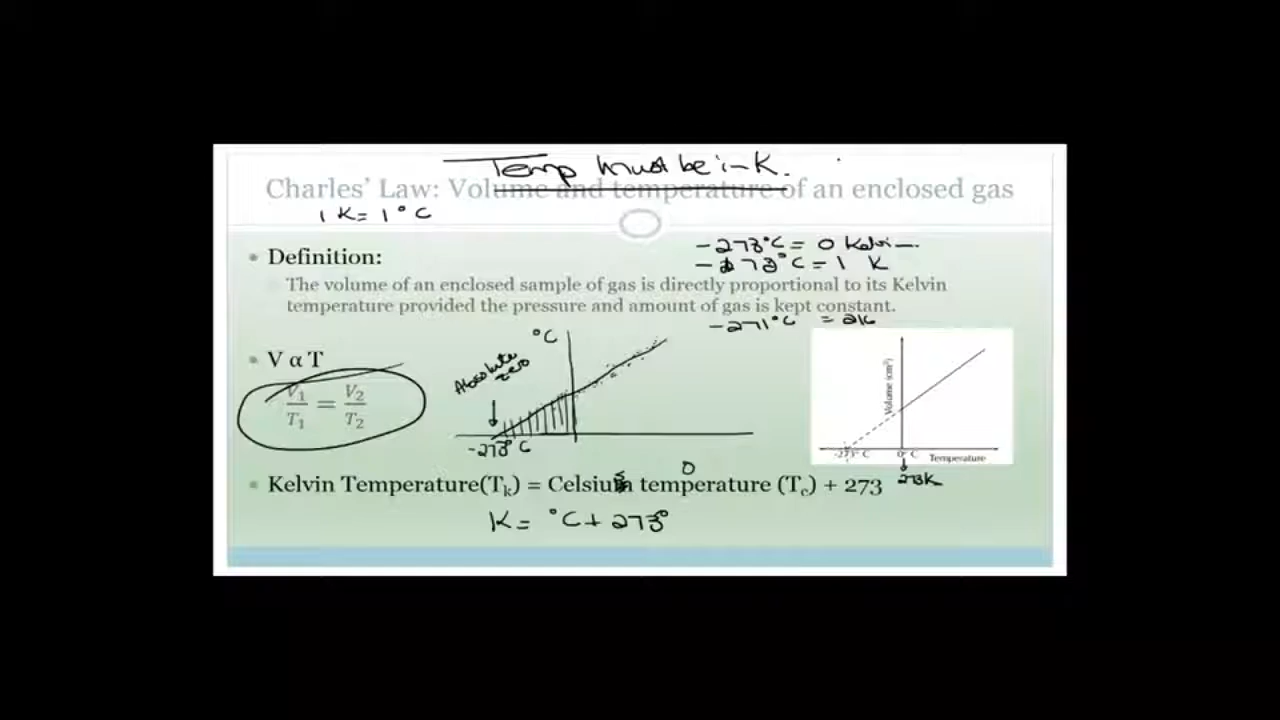 Temp must be in K.
Charles' Law: Volume and temperature of an enclosed gas
1 K = 1°C
-273°C = 0 Kelvin
• Definition:
-272°C = 1 K
The volume of an enclosed sample of gas is directly proportional to its Kelvin
temperature provided the pressure and amount of gas is kept constant.
-271°C = 2K
°C
• V α T
Absolute
zero
V₁/T₁ = V₂/T₂
-273° C
Volume (cm³)
-273° C
0° C
Temperature
273K
0
• Kelvin Temperature(Tₖ) = Celsius temperature (T꜀) + 273
K = °C + 273°